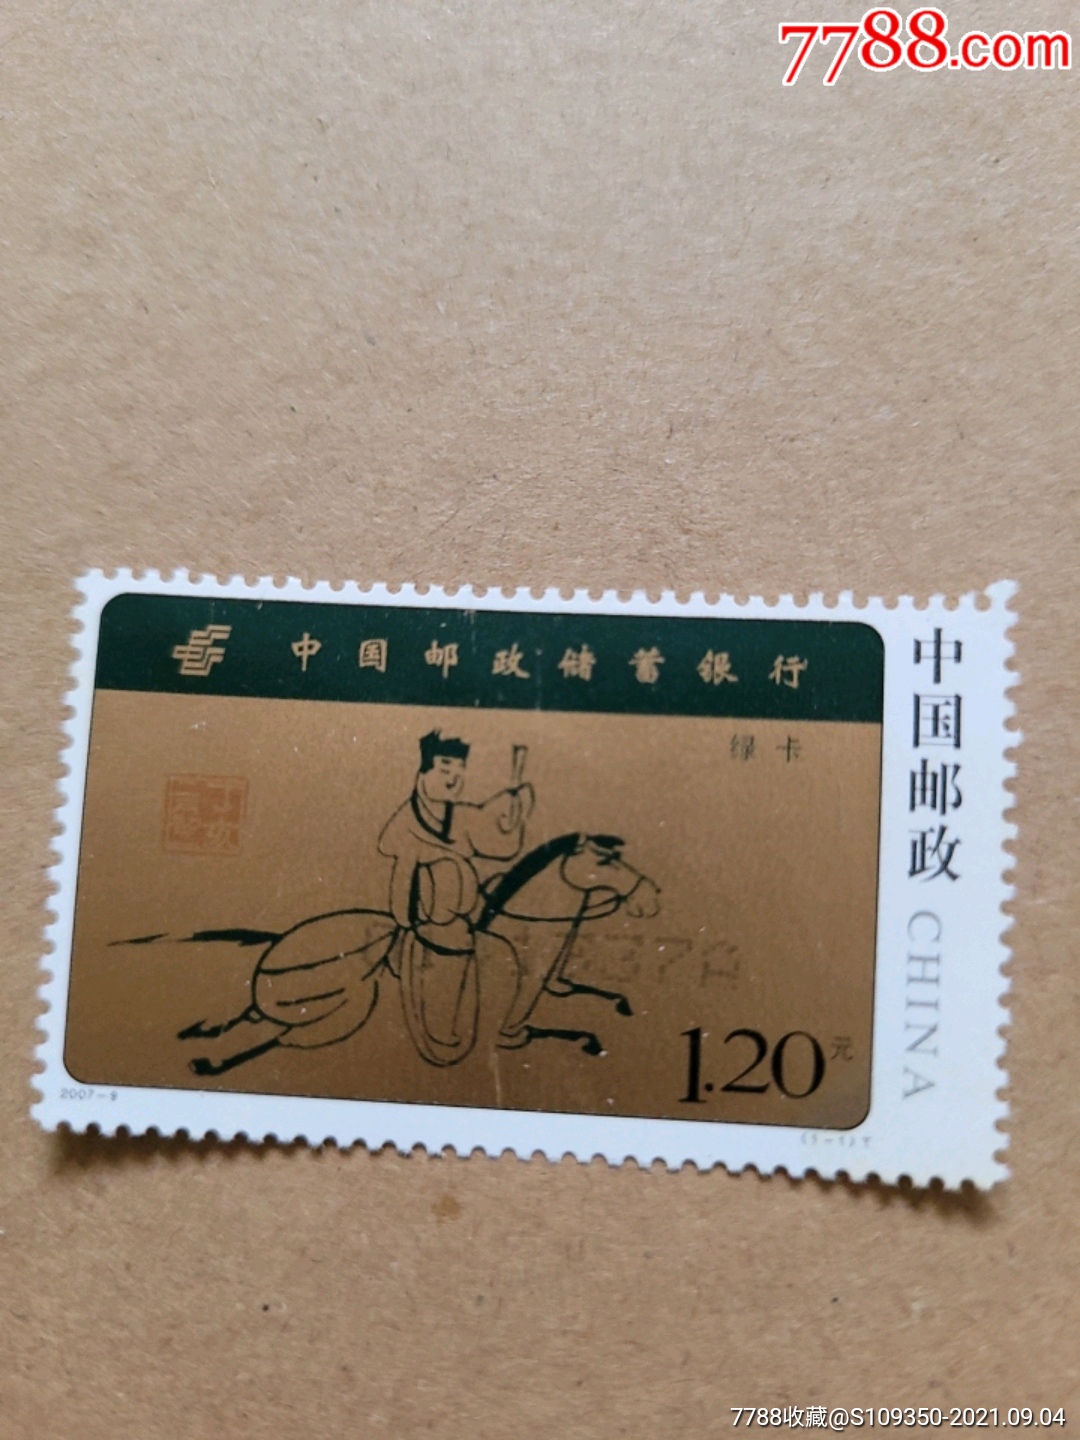 7788.com
中国邮政储蓄银行
绿卡
中国邮政
CHINA
1.20元
2007-9
(1-1)T
7788收藏@S109350-2021.09.04